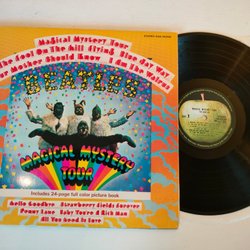 Magical Mystery Tour
The Fool On The Hill Flying Blue Jay Way
Your Mother Should Know I Am The Walrus
BEATLES
MAGICAL MYSTERY
TOUR
Includes 24-page full color picture book
Hello Goodbye Strawberry Fields Forever
Penny Lane Baby You're A Rich Man
All You Need Is Love